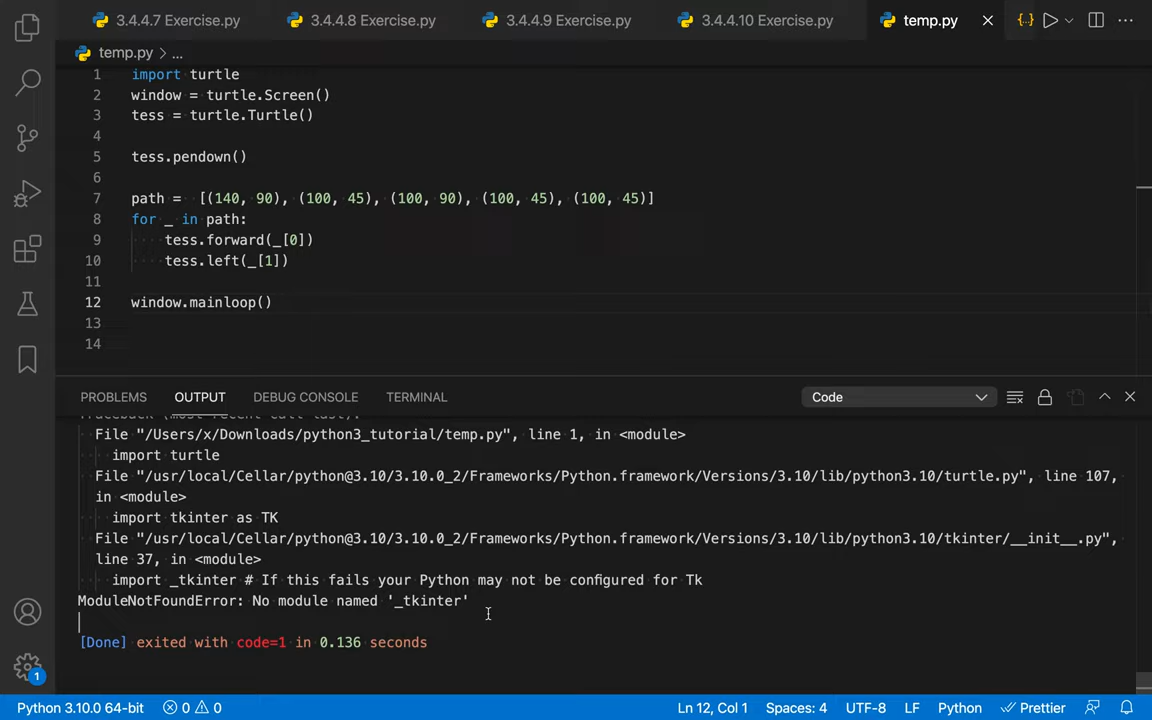 3.4.4.7 Exercise.py 3.4.4.8 Exercise.py 3.4.4.9 Exercise.py 3.4.4.10 Exercise.py temp.py
temp.py > ...
1 import turtle
2 window = turtle.Screen()
3 tess = turtle.Turtle()
4
5 tess.pendown()
6
7 path = [(140, 90), (100, 45), (100, 90), (100, 45), (100, 45)]
8 for _ in path:
9 tess.forward(_[0])
10 tess.left(_[1])
11
12 window.mainloop()
13
14
PROBLEMS OUTPUT DEBUG CONSOLE TERMINAL Code
Traceback (most recent call last):
File "/Users/x/Downloads/python3_tutorial/temp.py", line 1, in <module>
import turtle
File "/usr/local/Cellar/python@3.10/3.10.0_2/Frameworks/Python.framework/Versions/3.10/lib/python3.10/turtle.py", line 107,
in <module>
import tkinter as TK
File "/usr/local/Cellar/python@3.10/3.10.0_2/Frameworks/Python.framework/Versions/3.10/lib/python3.10/tkinter/__init__.py",
line 37, in <module>
import _tkinter # If this fails your Python may not be configured for Tk
ModuleNotFoundError: No module named '_tkinter'
[Done] exited with code=1 in 0.136 seconds
1
Python 3.10.0 64-bit 0 0 Ln 12, Col 1 Spaces: 4 UTF-8 LF Python Prettier